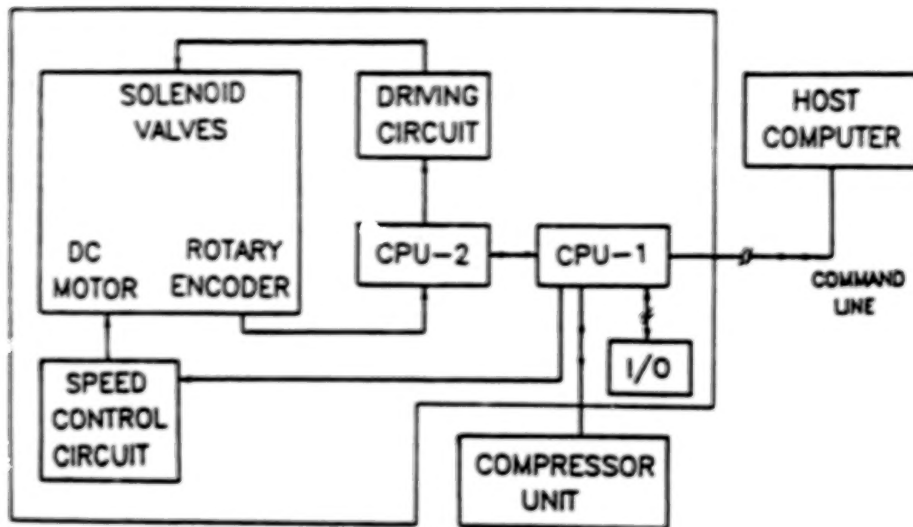 SOLENOID
VALVES
DRIVING
CIRCUIT
HOST
COMPUTER
DC
MOTOR
ROTARY
ENCODER
CPU-2
CPU-1
COMMAND
LINE
SPEED
CONTROL
CIRCUIT
I/O
COMPRESSOR
UNIT